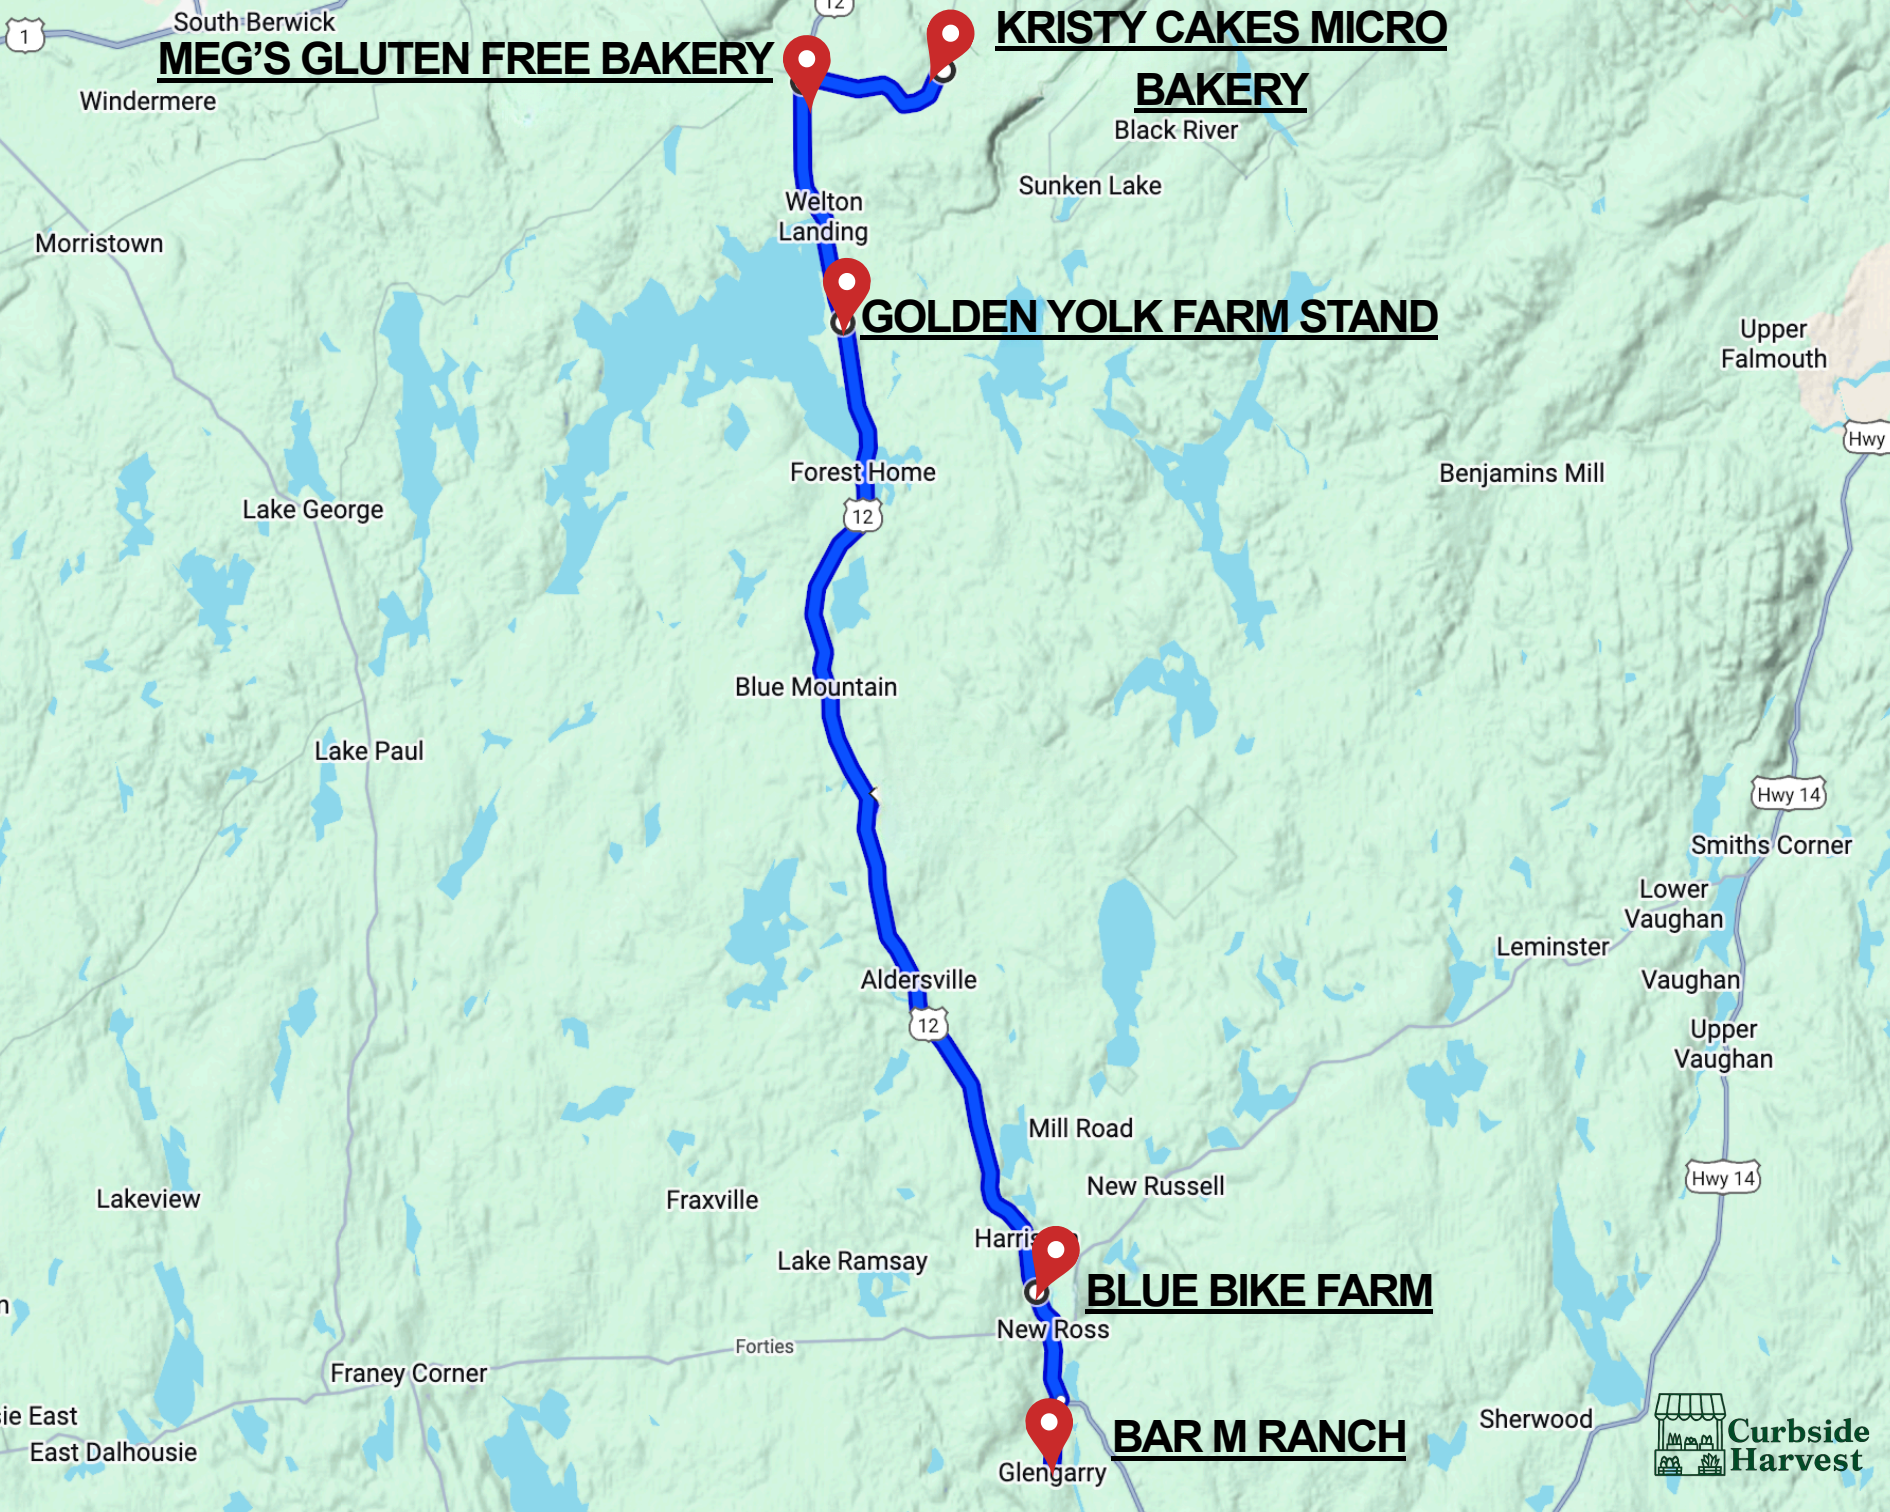 12
South Berwick
1
KRISTY CAKES MICRO
BAKERY
MEG'S GLUTEN FREE BAKERY
Windermere
Black River
Sunken Lake
Welton
Landing
Morristown
GOLDEN YOLK FARM STAND
Upper
Falmouth
Hwy
Forest Home
Benjamins Mill
Lake George
12
Blue Mountain
Lake Paul
Hwy 14
Smiths Corner
Lower
Vaughan
Leminster
Aldersville
Vaughan
12
Upper
Vaughan
Mill Road
New Russell
Hwy 14
Lakeview
Fraxville
Lake Ramsay
BLUE BIKE FARM
New Ross
Forties
Franey Corner
East
East Dalhousie
BAR M RANCH
Glengarry
Sherwood
Curbside
Harvest